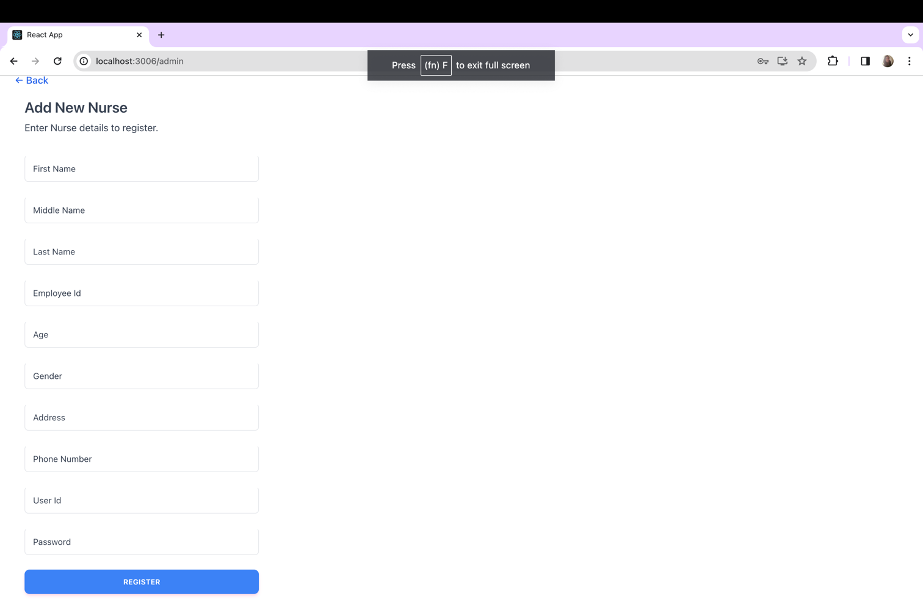 React App
localhost:3006/admin
Press (fn) F to exit full screen
← Back
Add New Nurse
Enter Nurse details to register.
First Name
Middle Name
Last Name
Employee Id
Age
Gender
Address
Phone Number
User Id
Password
REGISTER